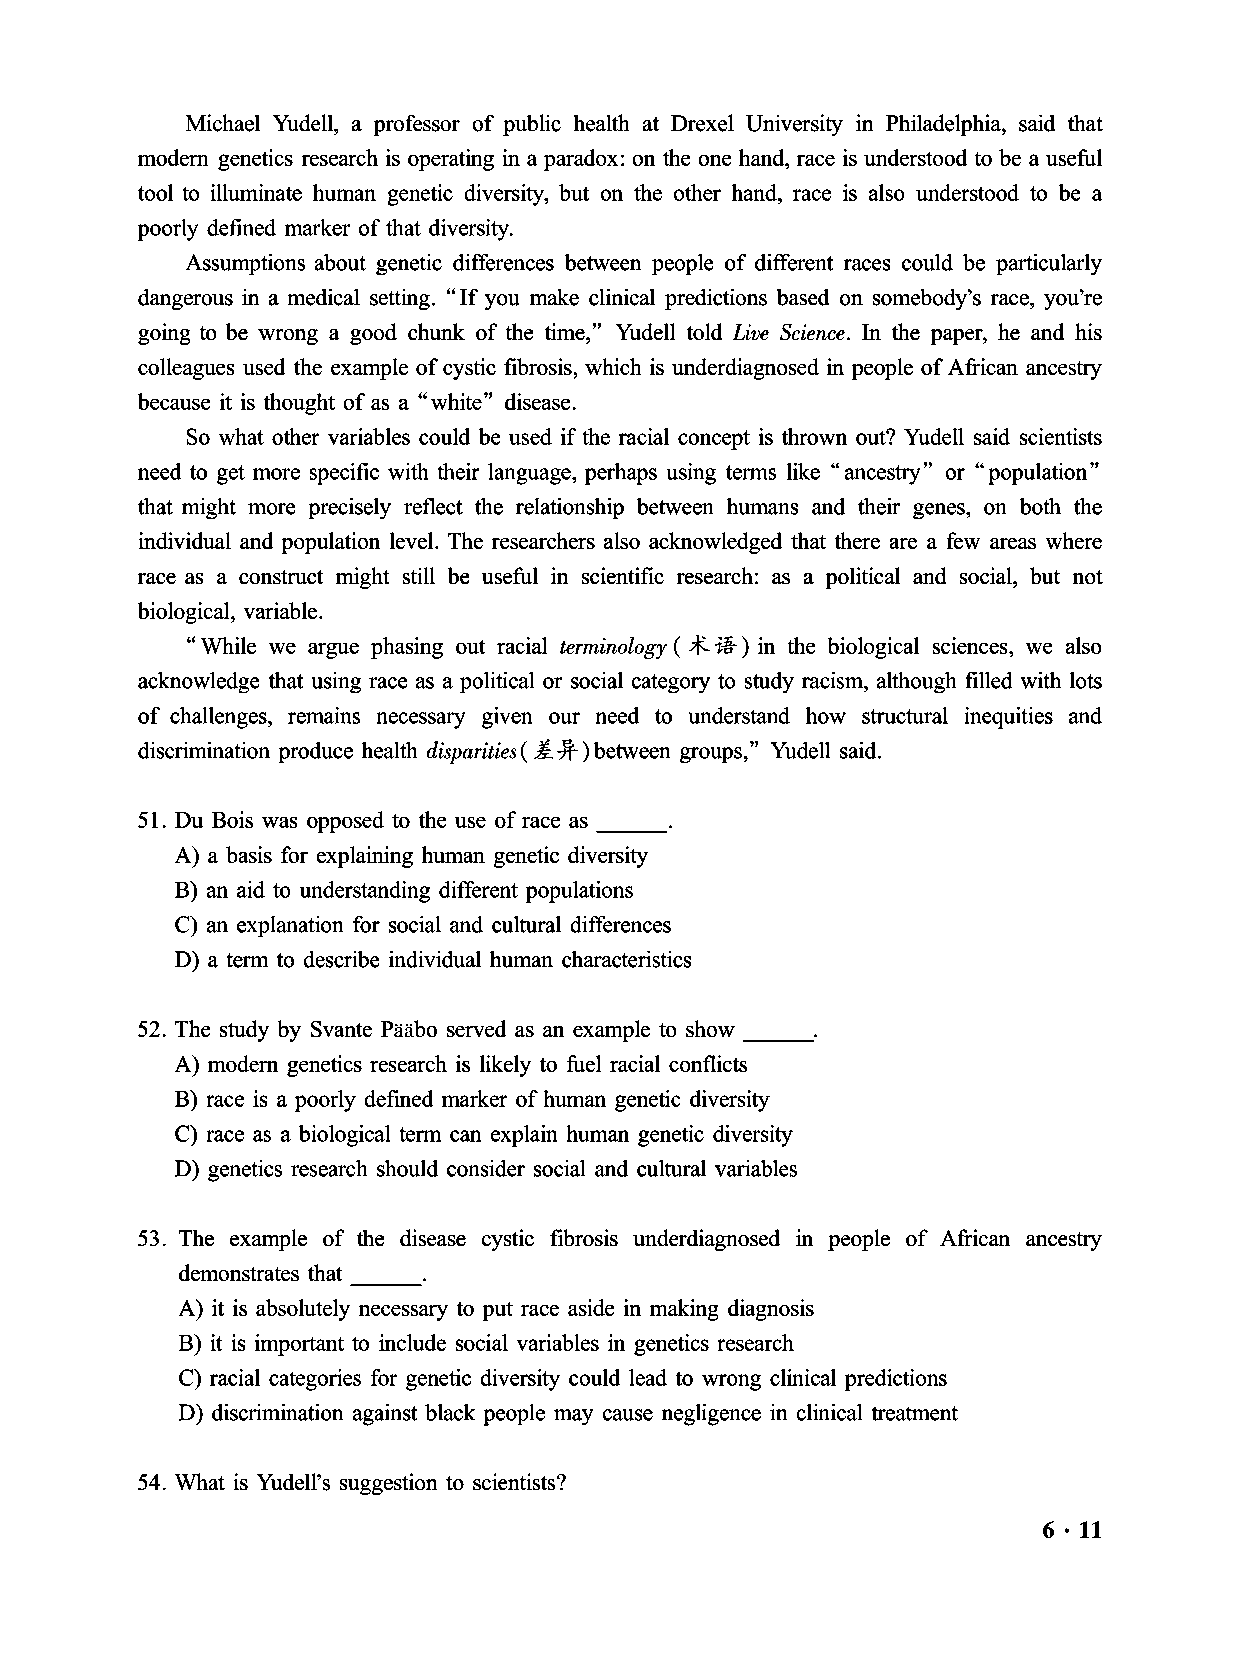 Michael Yudell, a professor of public health at Drexel University in Philadelphia, said that
modern genetics research is operating in a paradox: on the one hand, race is understood to be a useful
tool to illuminate human genetic diversity, but on the other hand, race is also understood to be a
poorly defined marker of that diversity.
Assumptions about genetic differences between people of different races could be particularly
dangerous in a medical setting. “If you make clinical predictions based on somebody’s race, you’re
going to be wrong a good chunk of the time,” Yudell told Live Science. In the paper, he and his
colleagues used the example of cystic fibrosis, which is underdiagnosed in people of African ancestry
because it is thought of as a “white” disease.
So what other variables could be used if the racial concept is thrown out? Yudell said scientists
need to get more specific with their language, perhaps using terms like “ancestry” or “population”
that might more precisely reflect the relationship between humans and their genes, on both the
individual and population level. The researchers also acknowledged that there are a few areas where
race as a construct might still be useful in scientific research: as a political and social, but not
biological, variable.
“While we argue phasing out racial terminology(术语) in the biological sciences, we also
acknowledge that using race as a political or social category to study racism, although filled with lots
of challenges, remains necessary given our need to understand how structural inequities and
discrimination produce health disparities(差异)between groups,” Yudell said.
51. Du Bois was opposed to the use of race as ______.
A) a basis for explaining human genetic diversity
B) an aid to understanding different populations
C) an explanation for social and cultural differences
D) a term to describe individual human characteristics
52. The study by Svante Pääbo served as an example to show ______.
A) modern genetics research is likely to fuel racial conflicts
B) race is a poorly defined marker of human genetic diversity
C) race as a biological term can explain human genetic diversity
D) genetics research should consider social and cultural variables
53. The example of the disease cystic fibrosis underdiagnosed in people of African ancestry
demonstrates that ______.
A) it is absolutely necessary to put race aside in making diagnosis
B) it is important to include social variables in genetics research
C) racial categories for genetic diversity could lead to wrong clinical predictions
D) discrimination against black people may cause negligence in clinical treatment
54. What is Yudell’s suggestion to scientists?
6 · 11